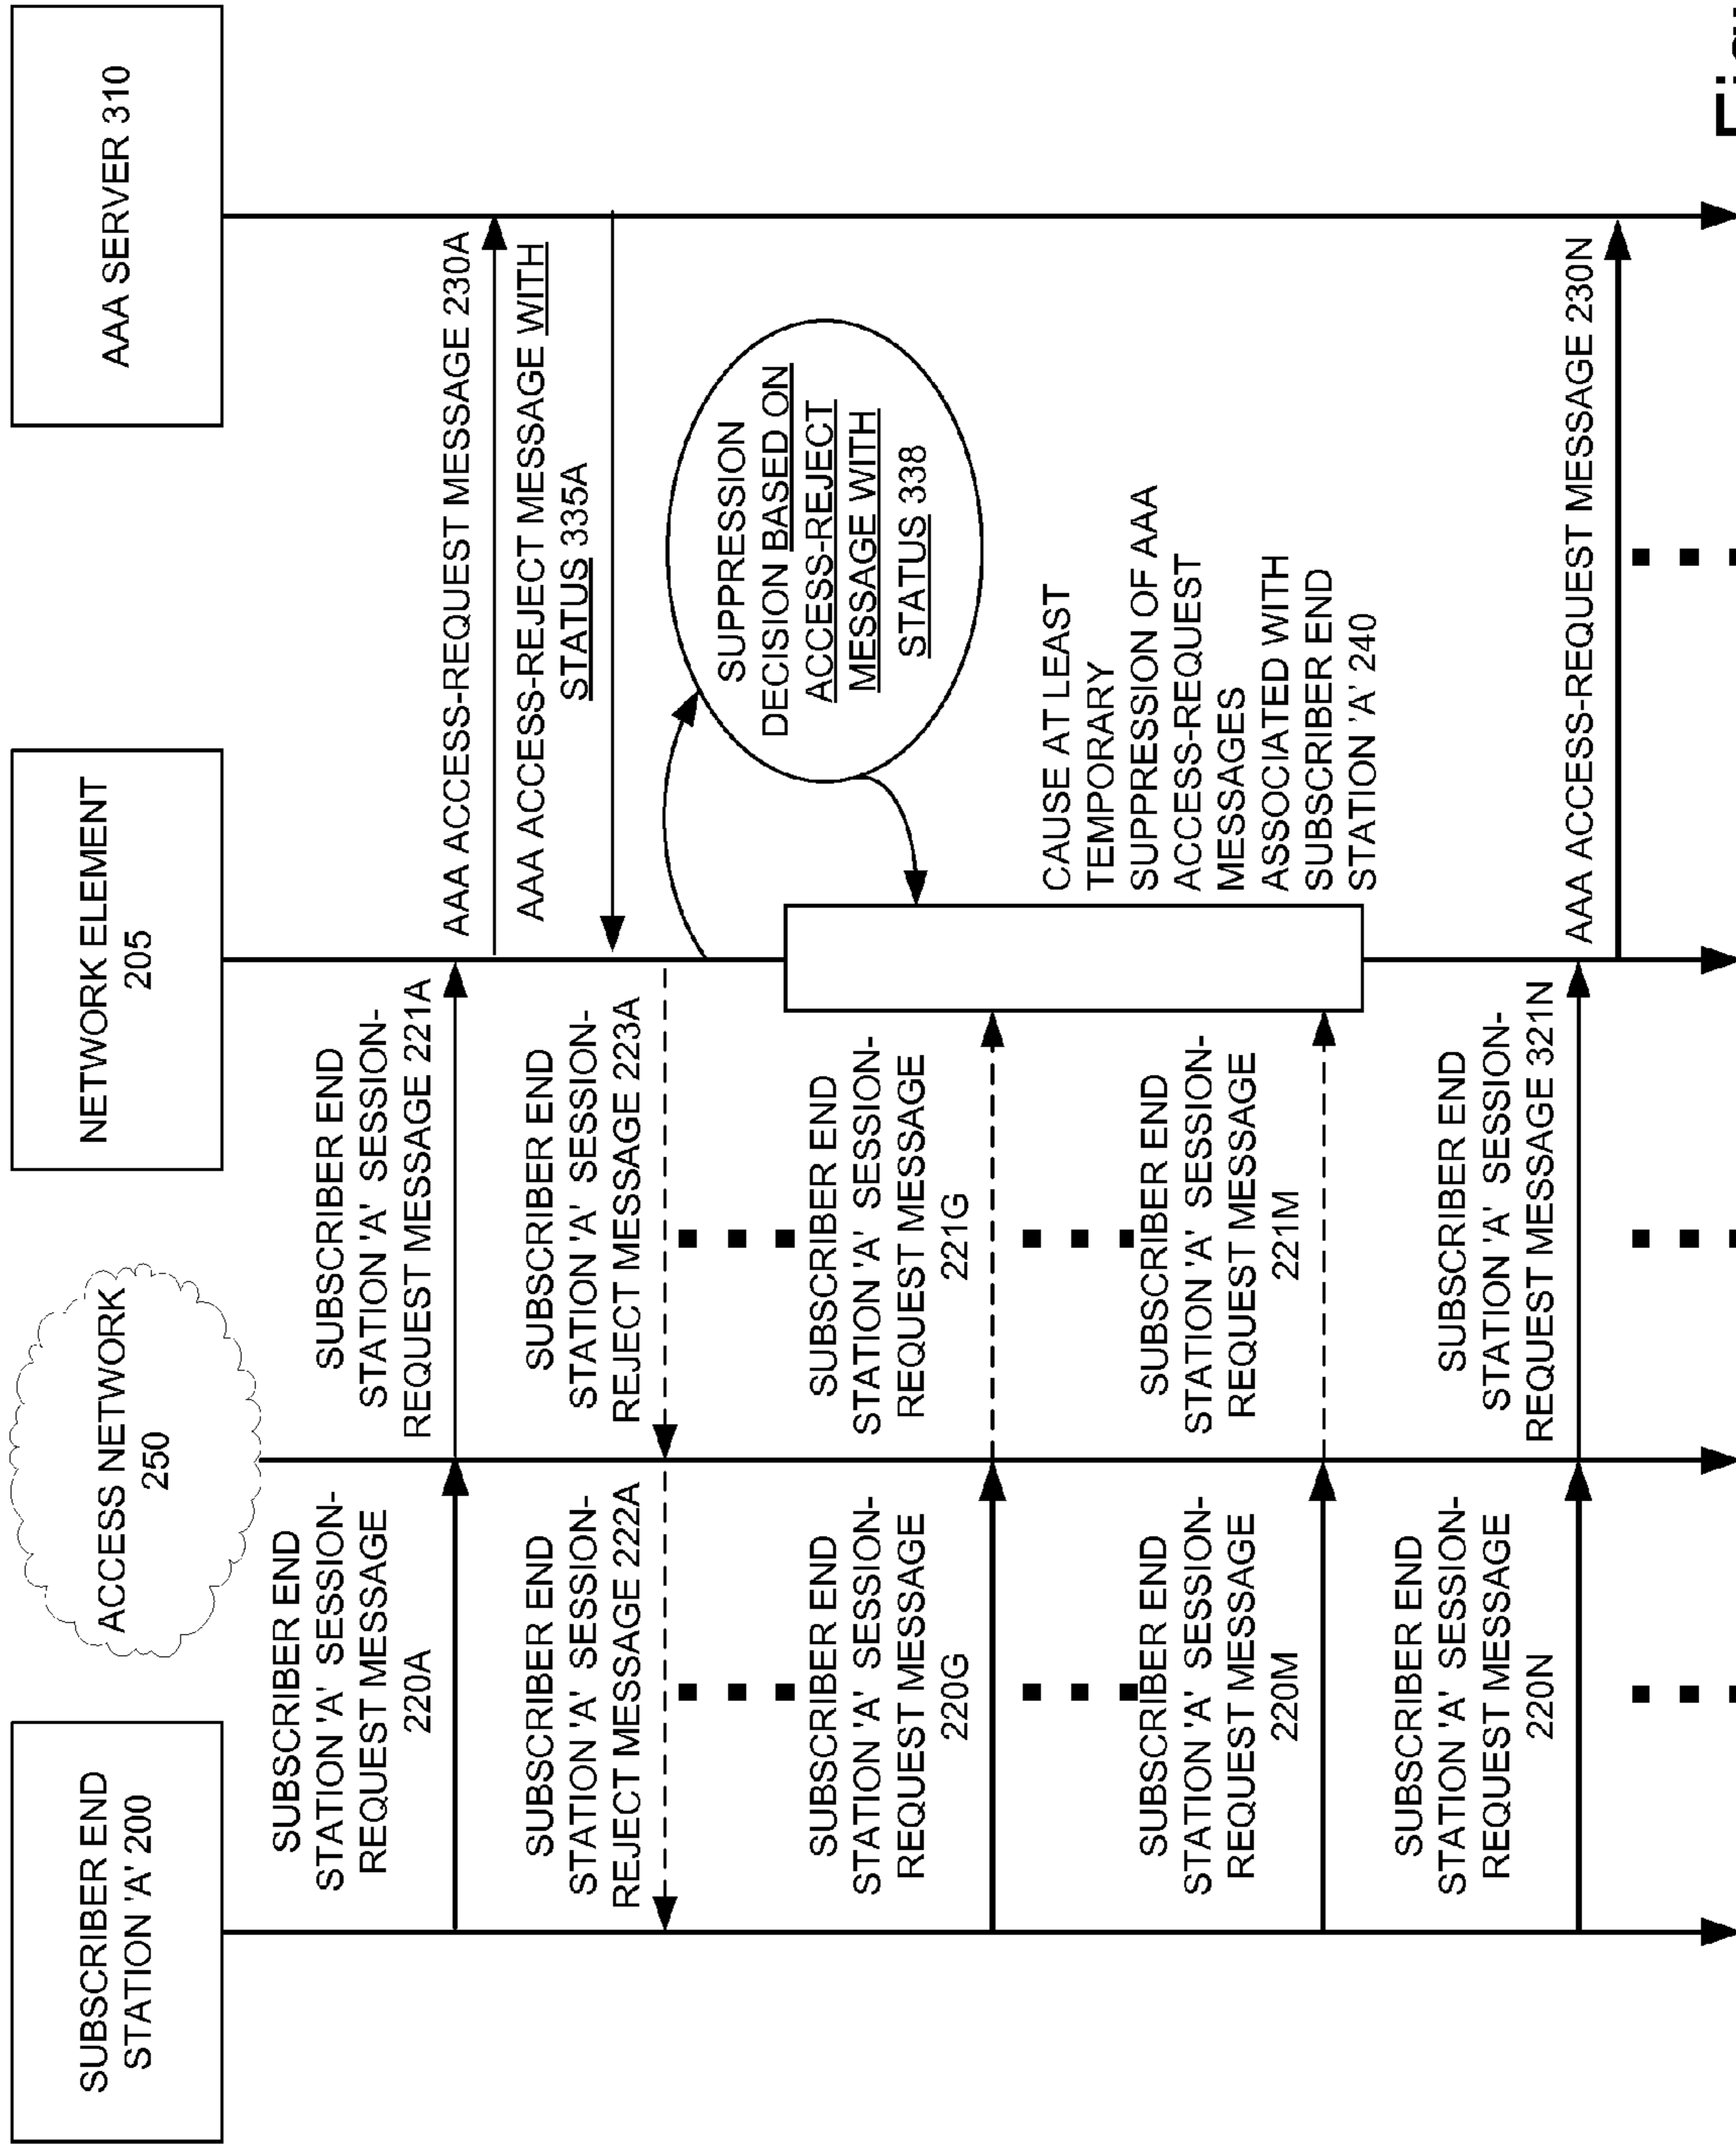 SUBSCRIBER END
STATION 'A' 200
ACCESS NETWORK
250
NETWORK ELEMENT
205
AAA SERVER 310
SUBSCRIBER END
STATION 'A' SESSION-
REQUEST MESSAGE
220A
SUBSCRIBER END
STATION 'A' SESSION-
REQUEST MESSAGE 221A
AAA ACCESS-REQUEST MESSAGE 230A
AAA ACCESS-REJECT MESSAGE WITH
STATUS 335A
SUBSCRIBER END
STATION 'A' SESSION-
REJECT MESSAGE 222A
SUBSCRIBER END
STATION 'A' SESSION-
REJECT MESSAGE 223A
SUPPRESSION
DECISION BASED ON
ACCESS-REJECT
MESSAGE WITH
STATUS 338
SUBSCRIBER END
STATION 'A' SESSION-
REQUEST MESSAGE
220G
SUBSCRIBER END
STATION 'A' SESSION-
REQUEST MESSAGE
221G
CAUSE AT LEAST
TEMPORARY
SUPPRESSION OF AAA
ACCESS-REQUEST
MESSAGES
ASSOCIATED WITH
SUBSCRIBER END
STATION 'A' 240
SUBSCRIBER END
STATION 'A' SESSION-
REQUEST MESSAGE
220M
SUBSCRIBER END
STATION 'A' SESSION-
REQUEST MESSAGE
221M
SUBSCRIBER END
STATION 'A' SESSION-
REQUEST MESSAGE
220N
SUBSCRIBER END
STATION 'A' SESSION-
REQUEST MESSAGE 321N
AAA ACCESS-REQUEST MESSAGE 230N